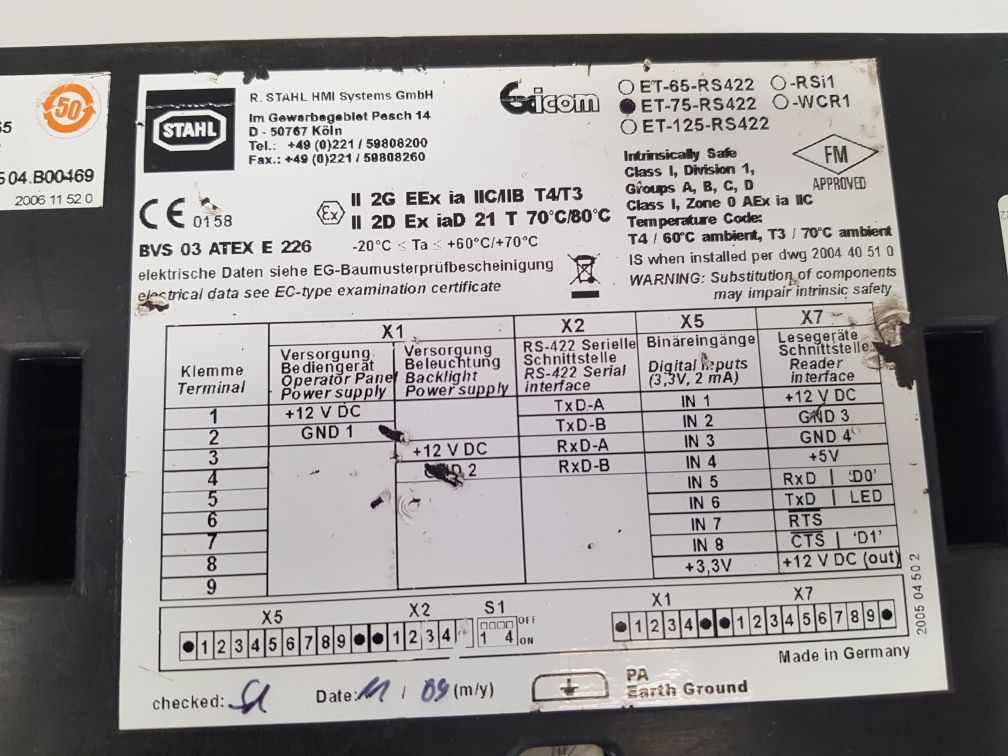 50
504.B00469
2006 11 52 0
STAHL
R. STAHL HMI Systems GmbH
Im Gewerbegebiet Pesch 14
D - 50767 Köln
Tel.: +49 (0)221 / 59808200
Fax.: +49 (0)221 / 59808260
Gicom
ET-65-RS422 -RSi1
ET-75-RS422 -WCR1
ET-125-RS422
Intrinsically Safe
Class I, Division 1,
Groups A, B, C, D
Class I, Zone 0 AEx ia IIC
Temperature Code:
T4 / 60°C ambient, T3 / 70°C ambient
IS when installed per dwg 2004 40 51 0
WARNING: Substitution of components
may impair intrinsic safety
FM
APPROVED
CE 0158
Ex
II 2G EEx ia IIC/IIB T4/T3
II 2D Ex iaD 21 T 70°C/80°C
BVS 03 ATEX E 226 -20°C ≤ Ta ≤ +60°C/+70°C
elektrische Daten siehe EG-Baumusterprüfbescheinigung
electrical data see EC-type examination certificate
X1 X2 X5 X7
Klemme
Terminal
Versorgung
Bediengerät
Operator Panel
Power supply
Versorgung
Beleuchtung
Backlight
Power supply
RS-422 Serielle
Schnittstelle
RS-422 Serial
interface
Binäreingänge
Digital Inputs
(3,3V, 2 mA)
Lesegeräte
Schnittstelle
Reader
interface
1 +12 V DC TxD-A IN 1 +12 V DC
2 GND 1 TxD-B IN 2 GND 3
3 +12 V DC RxD-A IN 3 GND 4
4 GND 2 RxD-B IN 4 +5V
5 IN 5 RxD | 'D0'
6 IN 6 TxD | LED
7 IN 7 RTS
8 IN 8 CTS | 'D1'
9 +3,3V +12 V DC (out)
X5 X2 S1 X1 X7
1 2 3 4 5 6 7 8 9 1 2 3 4 1 4 OFF ON 1 2 3 4 1 2 3 4 5 6 7 8 9
2005 04 50 2
Made in Germany
checked: Date: 11 / 09 (m/y)
PA
Earth Ground